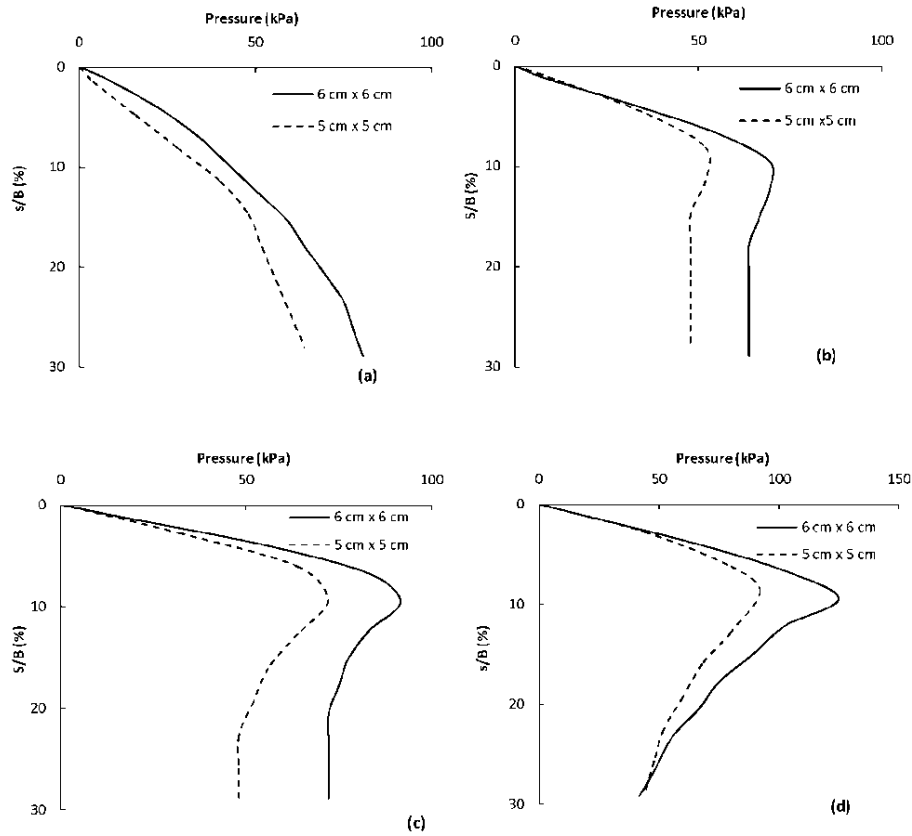 Pressure (kPa)
0 50 100
0
10
20
30
s/B (%)
6 cm x 6 cm
5 cm x 5 cm
(a)
Pressure (kPa)
0 50 100
0
10
20
30
S/B (%)
6 cm x 6 cm
5 cm x5 cm
(b)
Pressure (kPa)
0 50 100
0
10
20
30
S/B (%)
6 cm x 6 cm
5 cm x 5 cm
(c)
Pressure (kPa)
0 50 100 150
0
10
20
30
s/B (%)
6 cm x 6 cm
5 cm x 5 cm
(d)